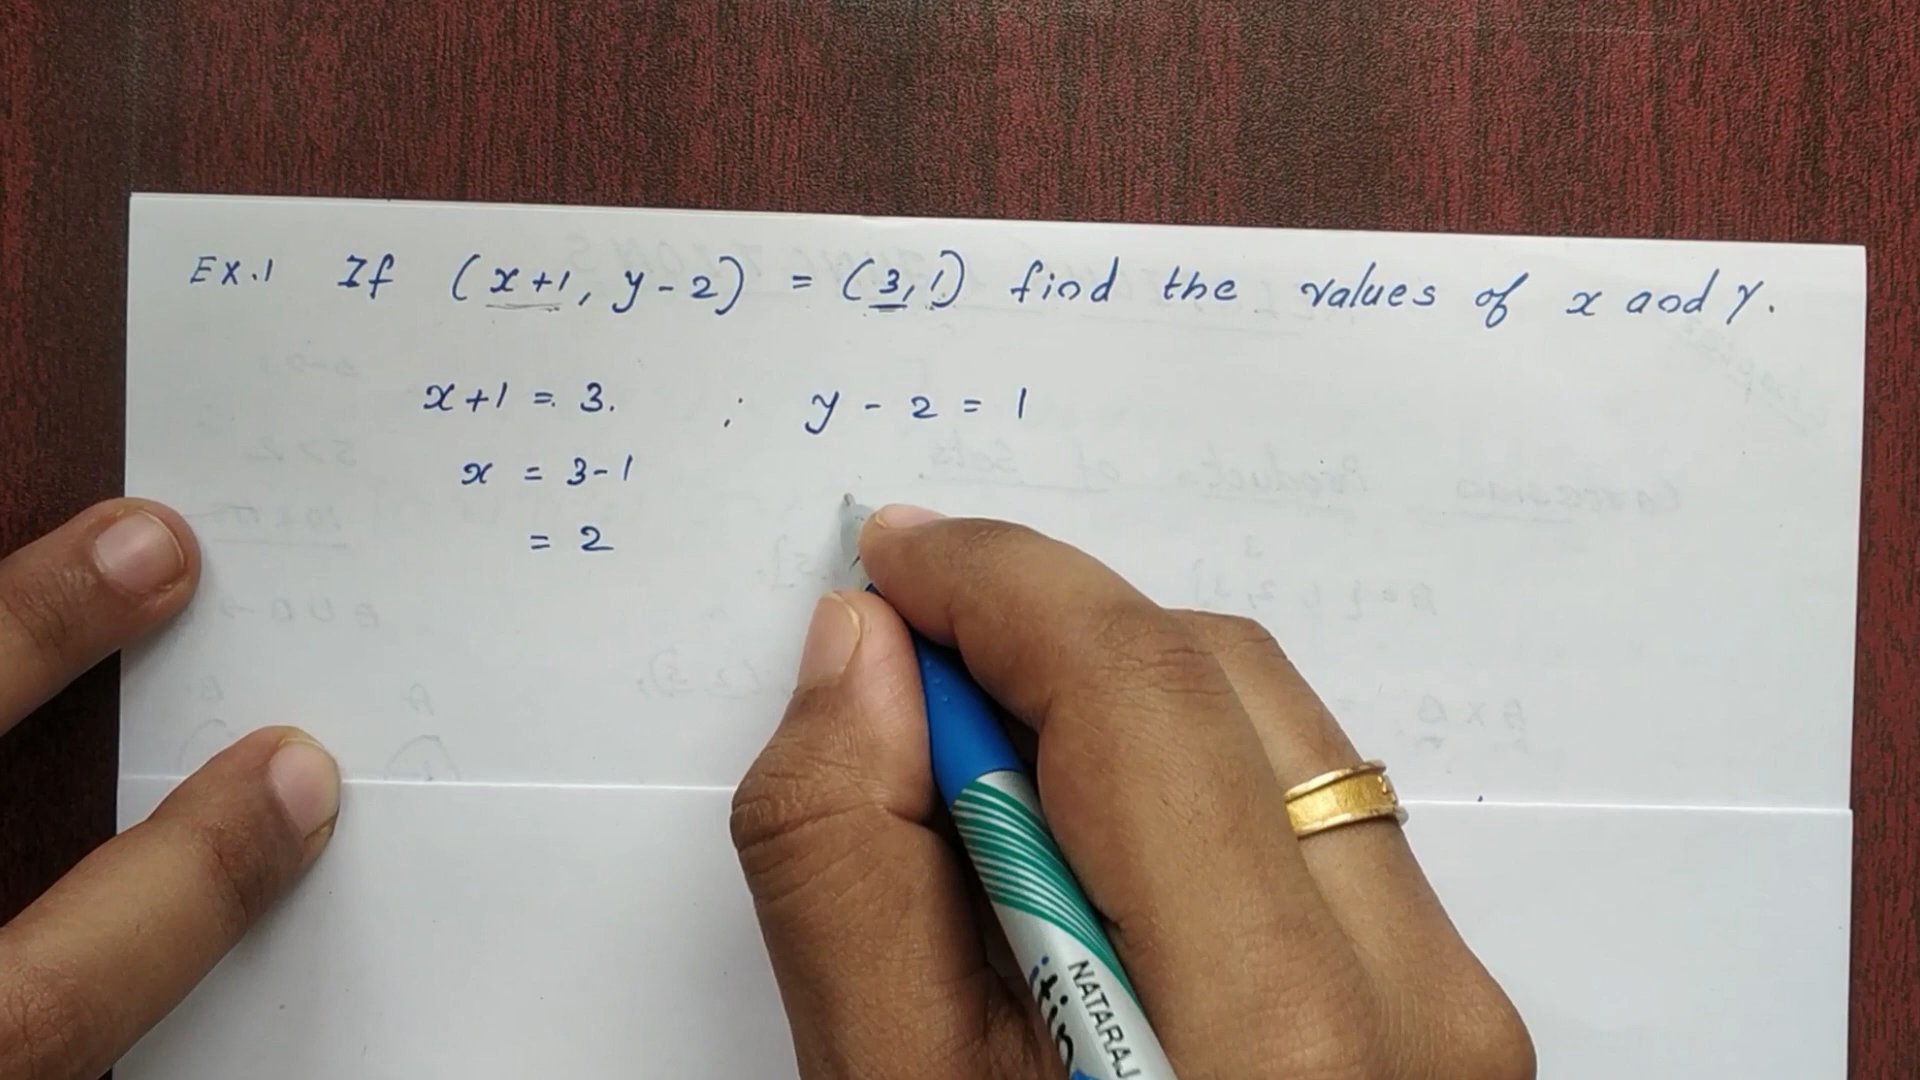 Ex.1 If (x+1, y-2) = (3,1) find the values of x and y.
x+1 = 3. ; y - 2 = 1
x = 3-1
= 2
NATARAJ